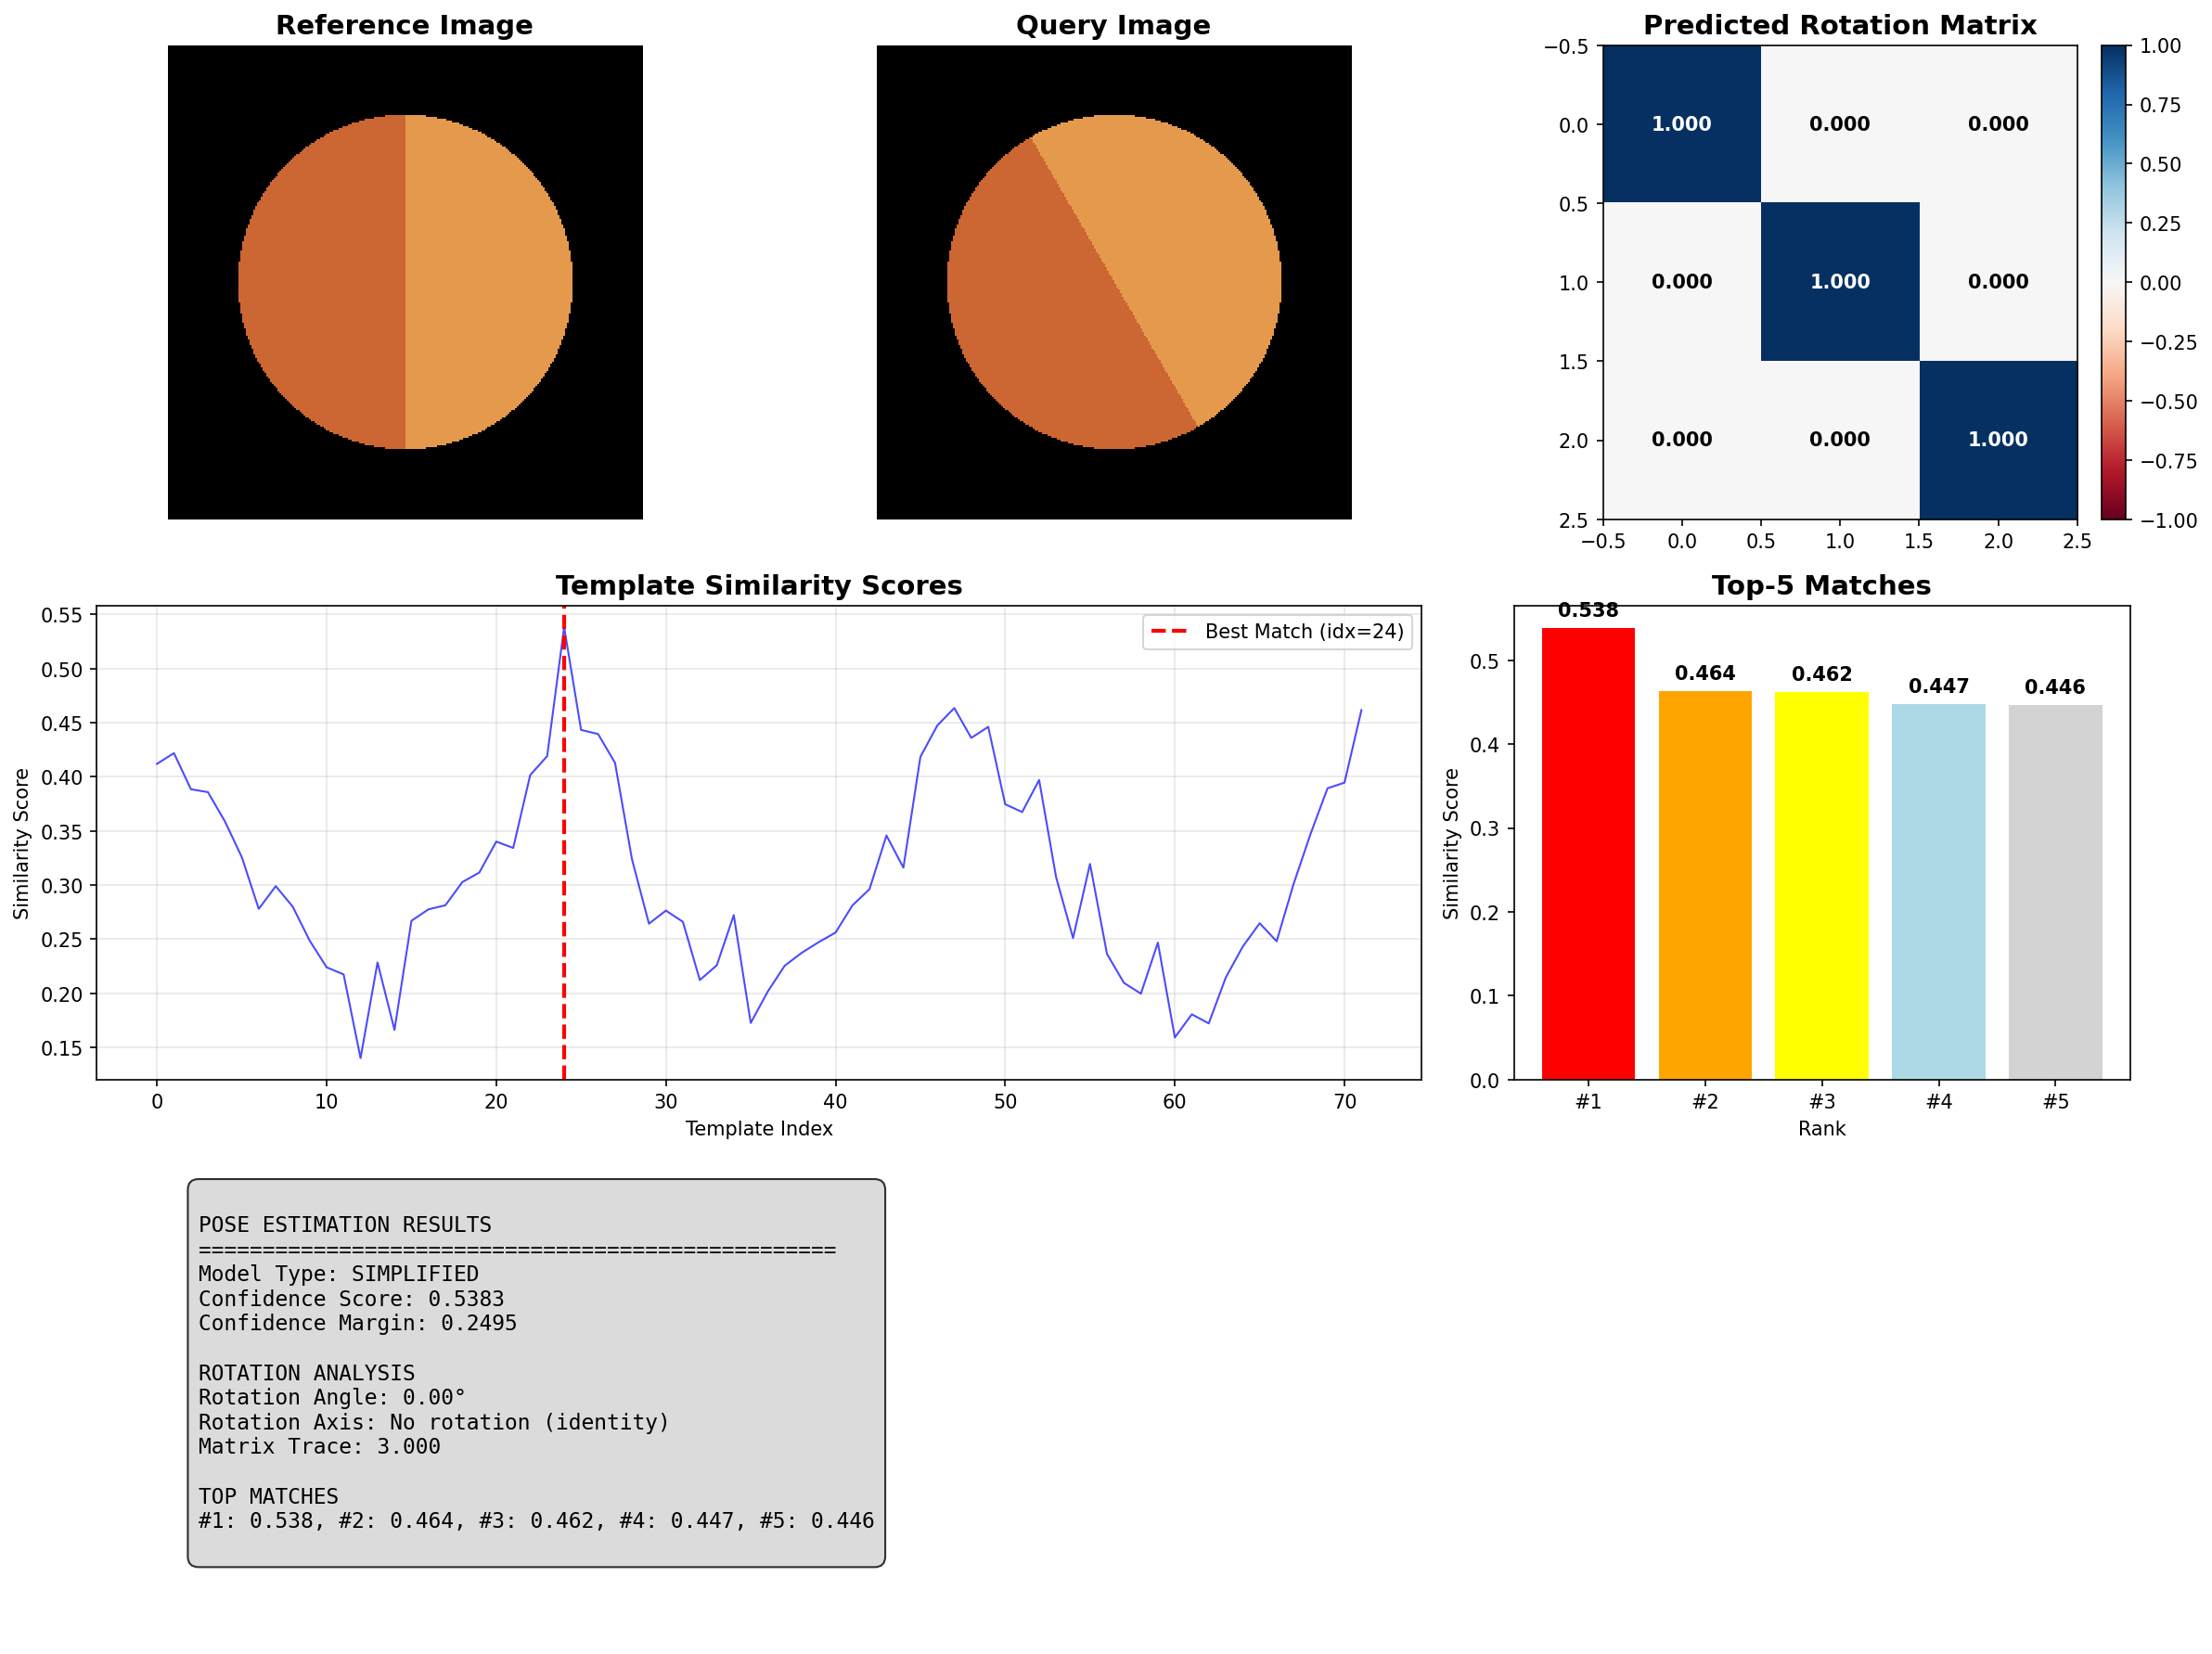 Reference Image
Query Image
Predicted Rotation Matrix
−0.5
0.0
0.5
1.0
1.5
2.0
2.5
1.000 0.000 0.000
0.000 1.000 0.000
0.000 0.000 1.000
−0.5 0.0 0.5 1.0 1.5 2.0 2.5
1.00
0.75
0.50
0.25
0.00
−0.25
−0.50
−0.75
−1.00
Template Similarity Scores
Similarity Score
0.55
0.50
0.45
0.40
0.35
0.30
0.25
0.20
0.15
Best Match (idx=24)
0 10 20 30 40 50 60 70
Template Index
Top-5 Matches
Similarity Score
0.5
0.4
0.3
0.2
0.1
0.0
0.538 0.464 0.462 0.447 0.446
#1 #2 #3 #4 #5
Rank
POSE ESTIMATION RESULTS
==================================================
Model Type: SIMPLIFIED
Confidence Score: 0.5383
Confidence Margin: 0.2495
ROTATION ANALYSIS
Rotation Angle: 0.00°
Rotation Axis: No rotation (identity)
Matrix Trace: 3.000
TOP MATCHES
#1: 0.538, #2: 0.464, #3: 0.462, #4: 0.447, #5: 0.446